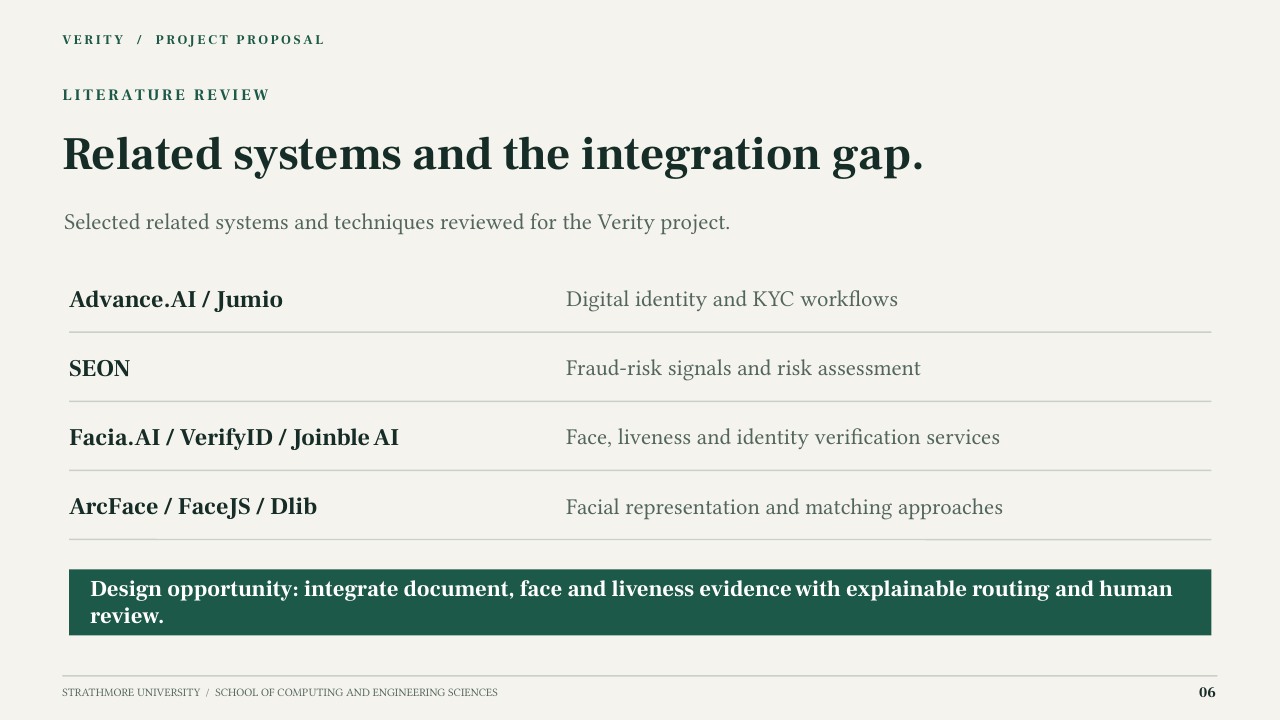 VERITY / PROJECT PROPOSAL
LITERATURE REVIEW
Related systems and the integration gap.
Selected related systems and techniques reviewed for the Verity project.
Advance.AI / Jumio
Digital identity and KYC workflows
SEON
Fraud-risk signals and risk assessment
Facia.AI / VerifyID / Joinble AI
Face, liveness and identity verification services
ArcFace / FaceJS / Dlib
Facial representation and matching approaches
Design opportunity: integrate document, face and liveness evidence with explainable routing and human
review.
STRATHMORE UNIVERSITY / SCHOOL OF COMPUTING AND ENGINEERING SCIENCES
06